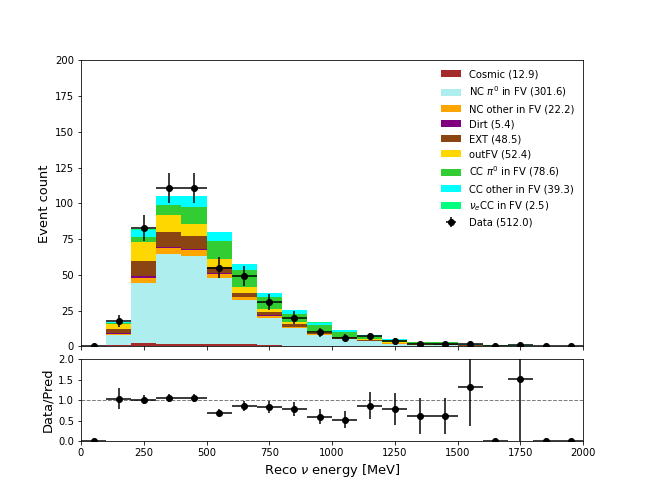 200
175
150
125
100
75
50
25
0
Event count
Cosmic (12.9)
NC π⁰ in FV (301.6)
NC other in FV (22.2)
Dirt (5.4)
EXT (48.5)
outFV (52.4)
CC π⁰ in FV (78.6)
CC other in FV (39.3)
νₑCC in FV (2.5)
Data (512.0)
2.0
1.5
1.0
0.5
0.0
Data/Pred
0 250 500 750 1000 1250 1500 1750 2000
Reco ν energy [MeV]